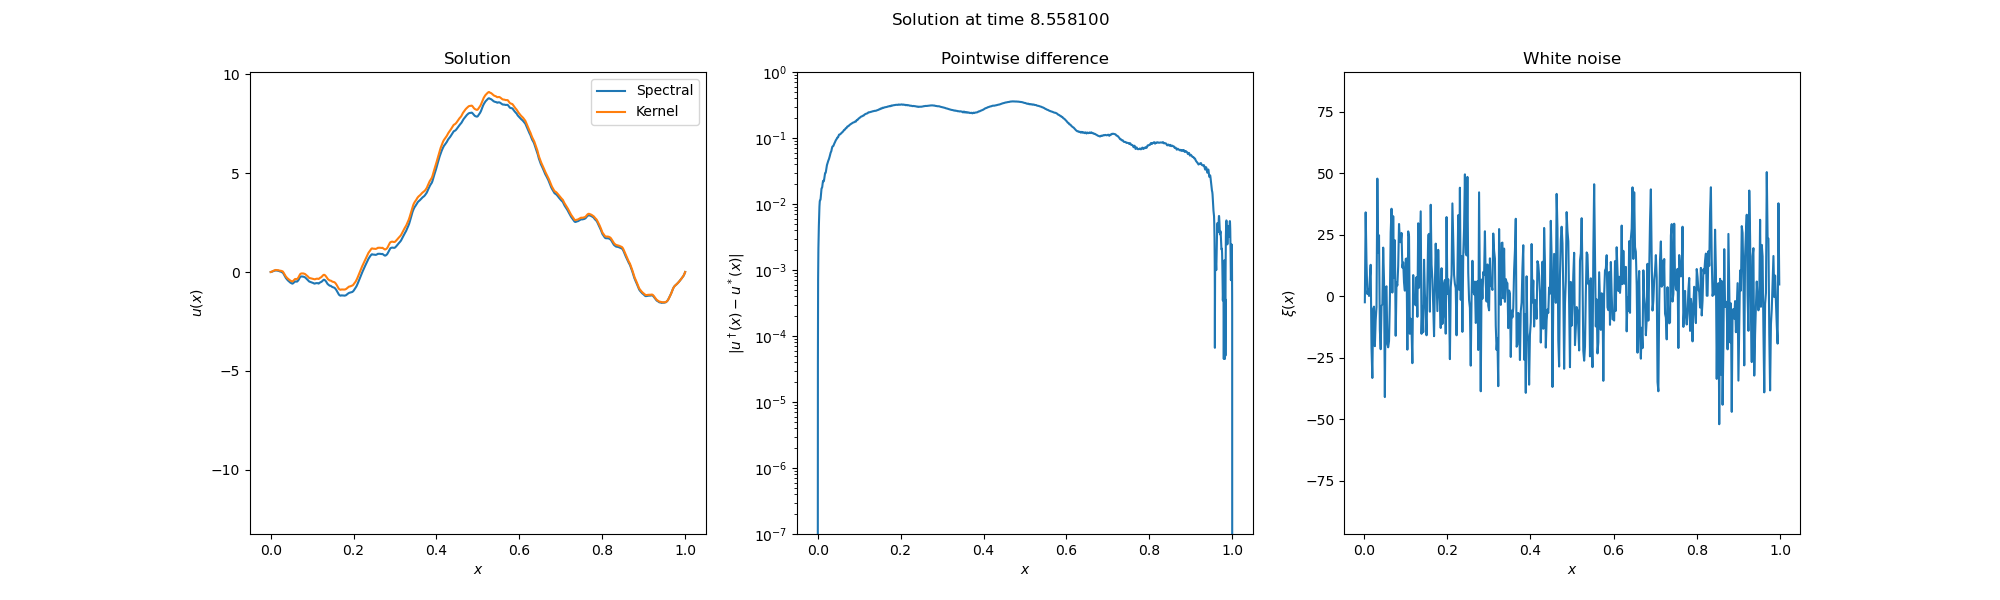 Solution at time 8.558100
Solution
10
5
0
−5
−10
0.0 0.2 0.4 0.6 0.8 1.0
x
u(x)
Spectral
Kernel
Pointwise difference
10⁰
10⁻¹
10⁻²
10⁻³
10⁻⁴
10⁻⁵
10⁻⁶
10⁻⁷
0.0 0.2 0.4 0.6 0.8 1.0
x
|u†(x) − u*(x)|
White noise
75
50
25
0
−25
−50
−75
0.0 0.2 0.4 0.6 0.8 1.0
x
ξ(x)